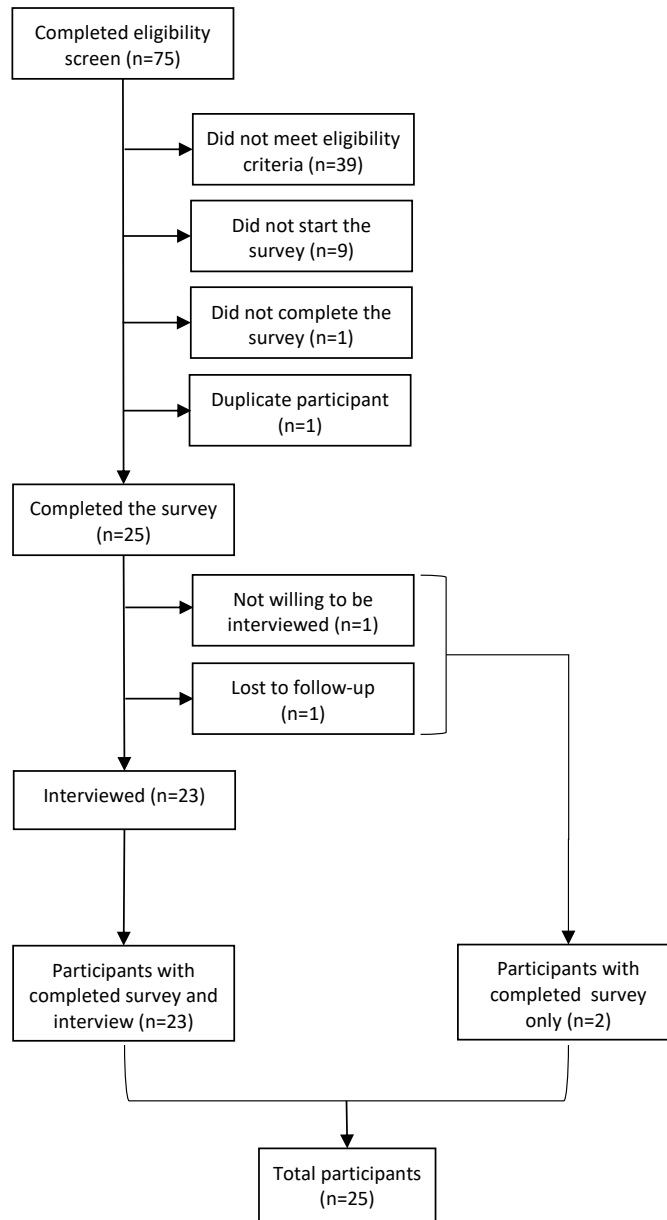 Completed eligibility
screen (n=75)
Did not meet eligibility
criteria (n=39)
Did not start the
survey (n=9)
Did not complete the
survey (n=1)
Duplicate participant
(n=1)
Completed the survey
(n=25)
Not willing to be
interviewed (n=1)
Lost to follow-up
(n=1)
Interviewed (n=23)
Participants with
completed survey and
interview (n=23)
Participants with
completed survey
only (n=2)
Total participants
(n=25)